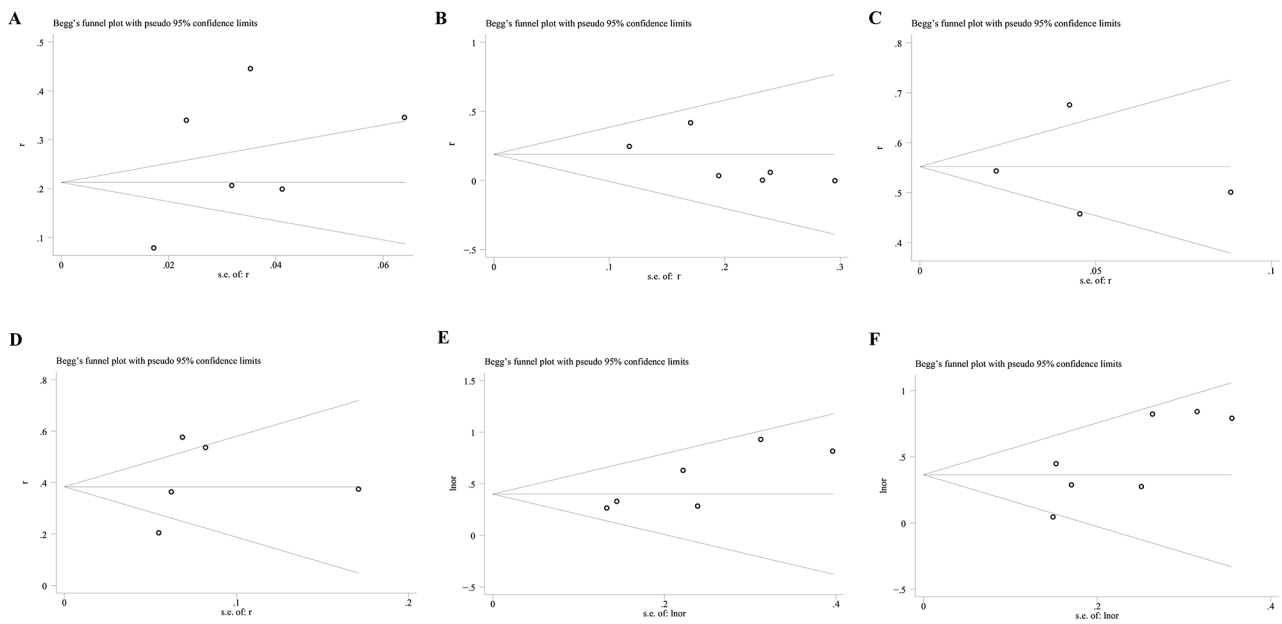 A
Begg's funnel plot with pseudo 95% confidence limits
.5
.4
.3
.2
.1
r
0
.02
.04
.06
s.e. of: r
B
Begg's funnel plot with pseudo 95% confidence limits
1
.5
0
-.5
r
0
.1
.2
.3
s.e. of: r
C
Begg's funnel plot with pseudo 95% confidence limits
.8
.7
.6
.5
.4
r
0
.05
.1
s.e. of: r
D
Begg's funnel plot with pseudo 95% confidence limits
.8
.6
.4
.2
0
r
0
.1
.2
s.e. of: r
E
Begg's funnel plot with pseudo 95% confidence limits
1.5
1
.5
0
-.5
lnor
0
.2
.4
s.e. of: lnor
F
Begg's funnel plot with pseudo 95% confidence limits
1
.5
0
-.5
lnor
0
.2
.4
s.e. of: lnor